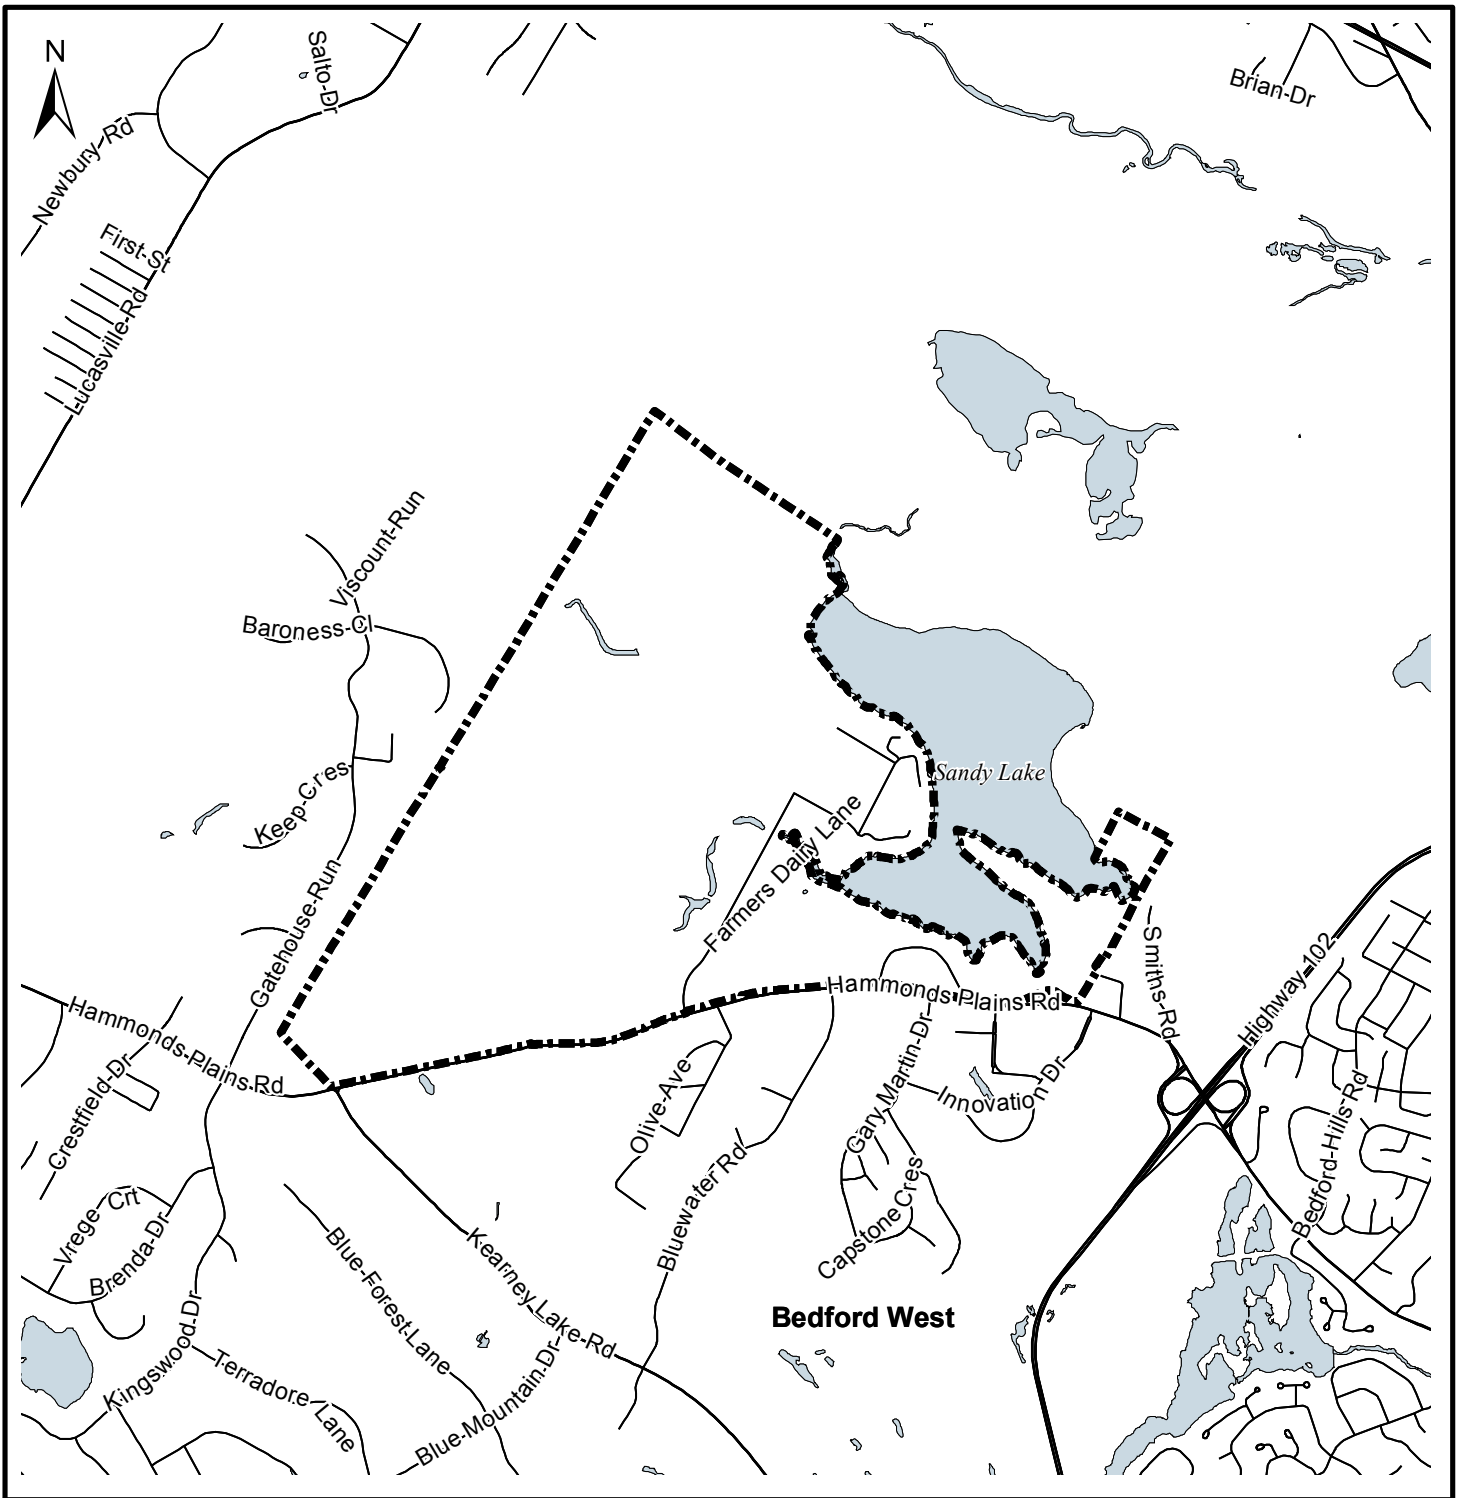 N
Salto Dr
Brian Dr
Newbury Rd
First St
Lucasville Rd
Viscount Run
Baroness Cl
Sandy Lake
Keep Cres
Farmers Dairy Lane
Gatehouse Run
Smiths Rd
Highway 102
Hammonds Plains Rd
Hammonds Plains Rd
Crestfield Dr
Gary Martin Dr
Innovation Dr
Olive Ave
Bedford Hills Rd
Bluewater Rd
Capstone Cres
Virege Crt
Brenda Dr
Blue Forest Lane
Kearney Lake Rd
Bedford West
Kingswood Dr
Terradore Lane
Blue Mountain Dr